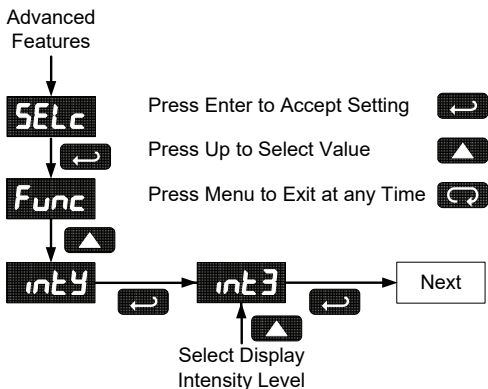 Advanced
Features
SELc
Press Enter to Accept Setting
Press Up to Select Value
Func
Press Menu to Exit at any Time
intY
int3
Next
Select Display
Intensity Level